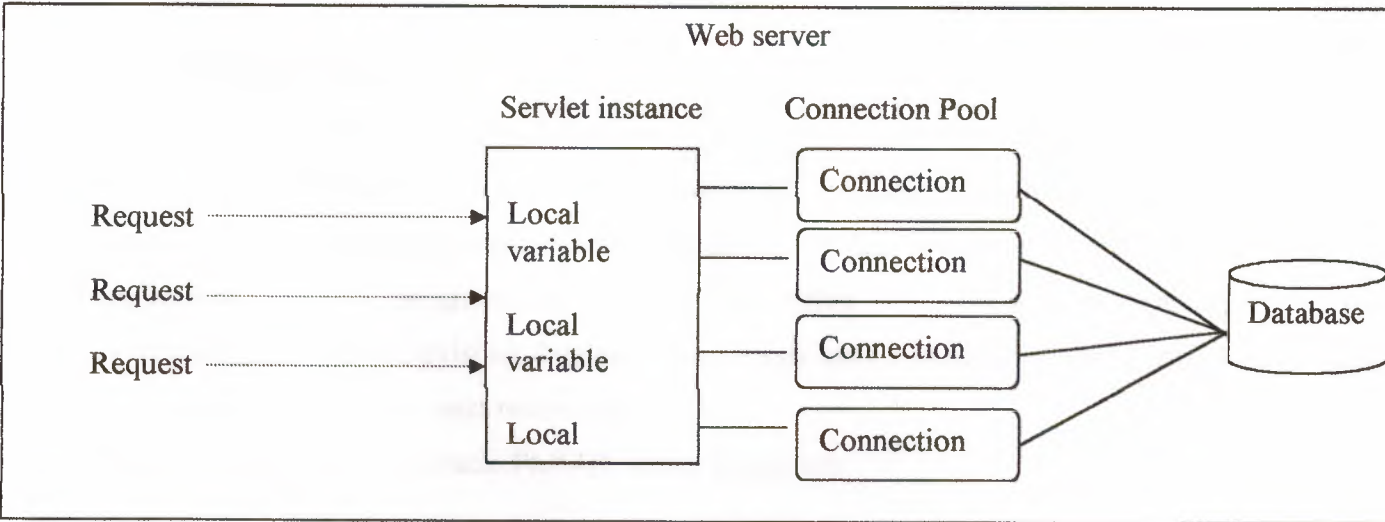 Web server
Servlet instance
Connection Pool
Request
Request
Request
Local
variable
Local
variable
Local
Connection
Connection
Connection
Connection
Database